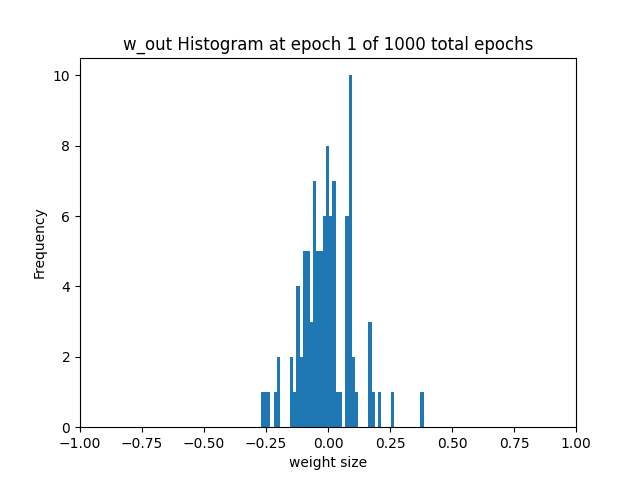 w_out Histogram at epoch 1 of 1000 total epochs
10
8
6
4
2
0
Frequency
−1.00 −0.75 −0.50 −0.25 0.00 0.25 0.50 0.75 1.00
weight size